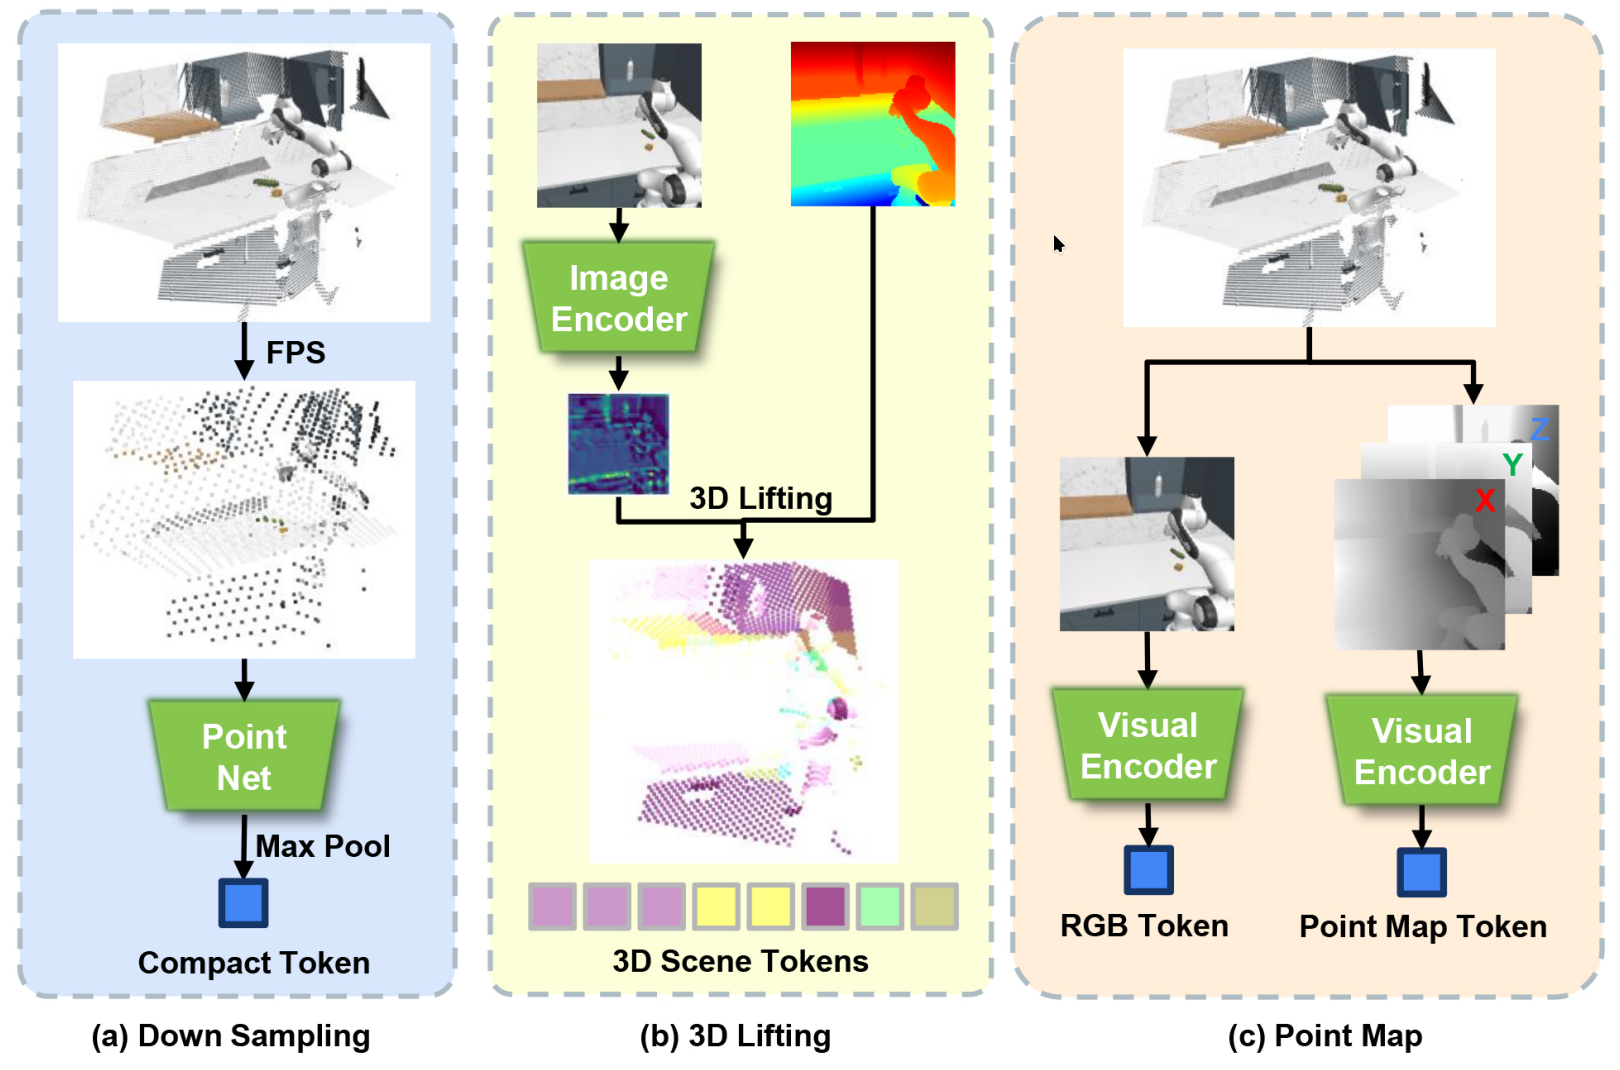 FPS
Point
Net
Max Pool
Compact Token
(a) Down Sampling
Image
Encoder
3D Lifting
3D Scene Tokens
(b) 3D Lifting
Z
Y
X
Visual
Encoder
RGB Token
Visual
Encoder
Point Map Token
(c) Point Map